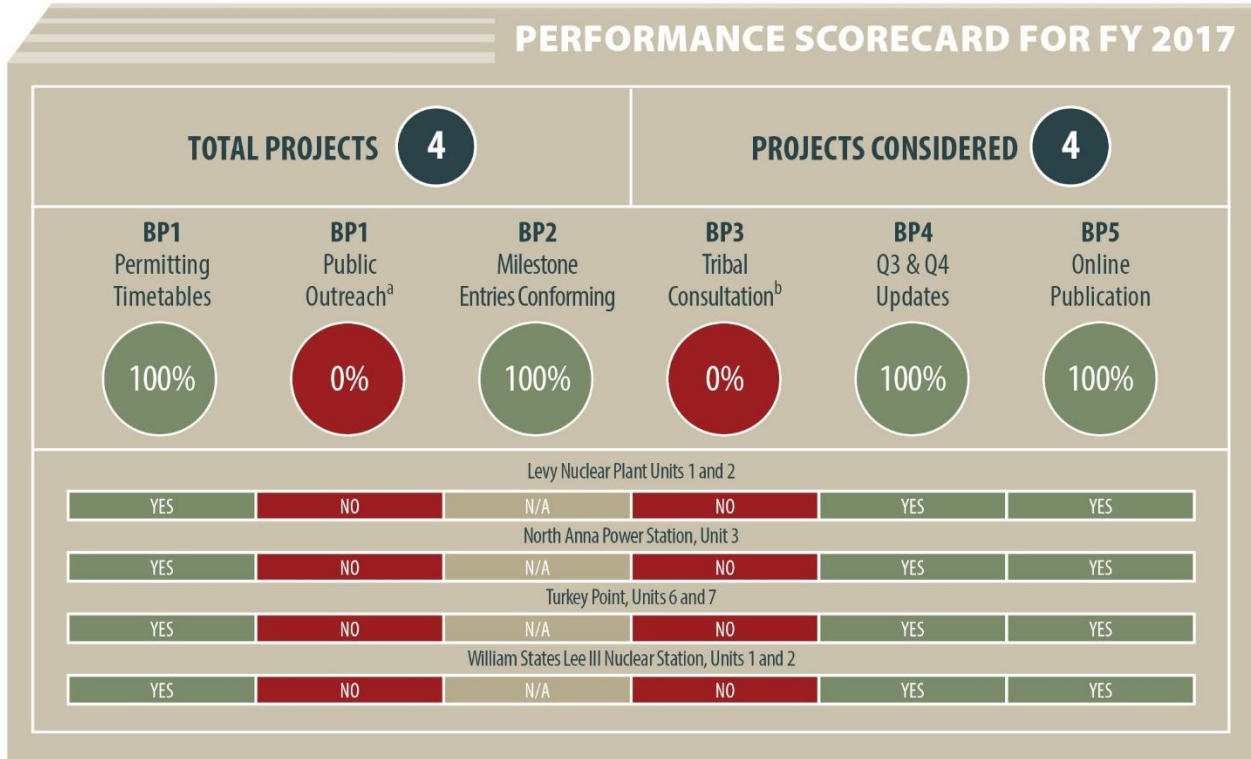 PERFORMANCE SCORECARD FOR FY 2017
TOTAL PROJECTS 4
PROJECTS CONSIDERED 4
BP1
Permitting
Timetables
100%
BP1
Public
Outreachᵃ
0%
BP2
Milestone
Entries Conforming
100%
BP3
Tribal
Consultationᵇ
0%
BP4
Q3 & Q4
Updates
100%
BP5
Online
Publication
100%
Levy Nuclear Plant Units 1 and 2
YES NO N/A NO YES YES
North Anna Power Station, Unit 3
YES NO N/A NO YES YES
Turkey Point, Units 6 and 7
YES NO N/A NO YES YES
William States Lee III Nuclear Station, Units 1 and 2
YES NO N/A NO YES YES